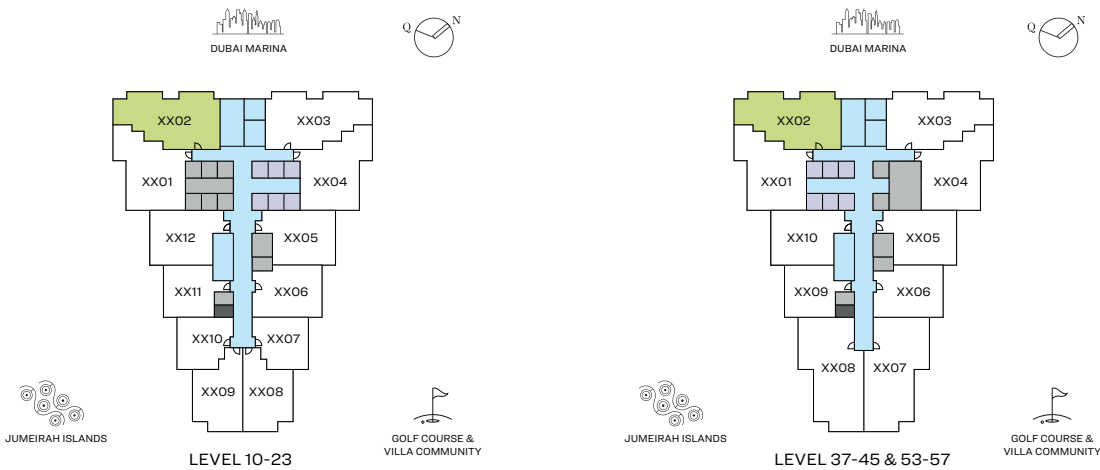 DUBAI MARINA
Q N
XX02 XX03
XX01 XX04
XX12 XX05
XX11 XX06
XX10 XX07
XX09 XX08
JUMEIRAH ISLANDS
GOLF COURSE &
VILLA COMMUNITY
LEVEL 10-23
DUBAI MARINA
Q N
XX02 XX03
XX01 XX04
XX10 XX05
XX09 XX06
XX08 XX07
JUMEIRAH ISLANDS
GOLF COURSE &
VILLA COMMUNITY
LEVEL 37-45 & 53-57